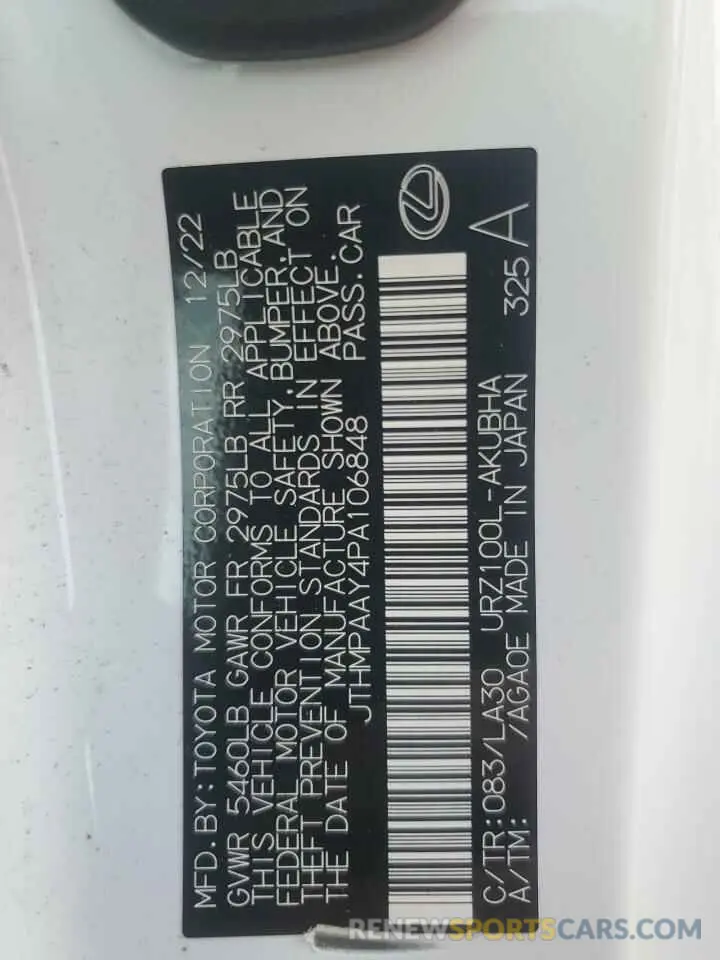 MFD.BY:TOYOTA MOTOR CORPORATION 12/22
GVWR 5460LB GAWR FR 2975LB RR 2975LB
THIS VEHICLE CONFORMS TO ALL APPLICABLE
FEDERAL MOTOR VEHICLE SAFETY,BUMPER,AND
THEFT PREVENTION STANDARDS IN EFFECT ON
THE DATE OF MANUFACTURE SHOWN ABOVE.
JTHMPAAY4PA106848 PASS.CAR
C/TR:083/LA30 URZ100L-AKUBHA 325
A/TM: /AGA0E MADE IN JAPAN A
RENEWSPORTSCARS.COM